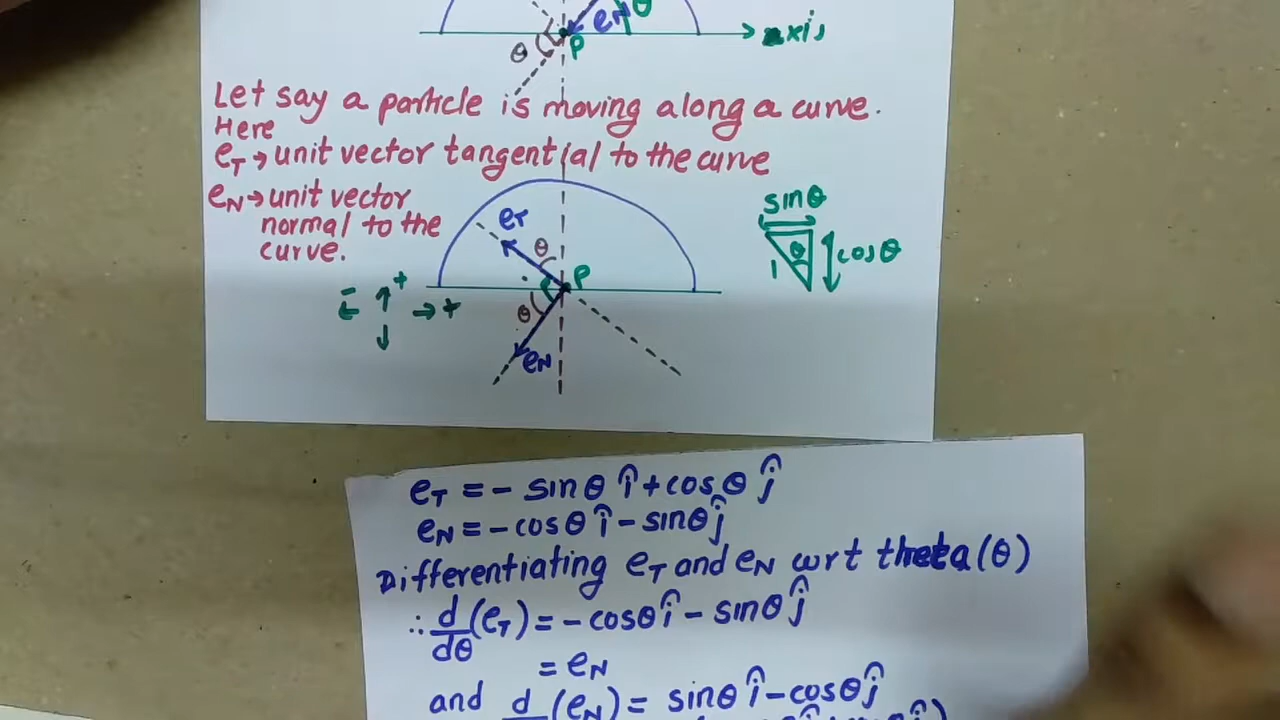 eN θ
axis
θ P
Let say a particle is moving along a curve.
Here
eT → unit vector tangential to the curve
eN → unit vector
normal to the
curve.
sinθ
eT
θ
θ
1
cosθ
P
+
-
→+
θ
eN
eT = - sinθ î + cosθ ĵ
eN = - cosθ î - sinθ ĵ
Differentiating eT and eN wrt theta (θ)
∴ d/dθ (eT) = - cosθ î - sinθ ĵ
= eN
and d (eN) = sinθ î - cosθ ĵ